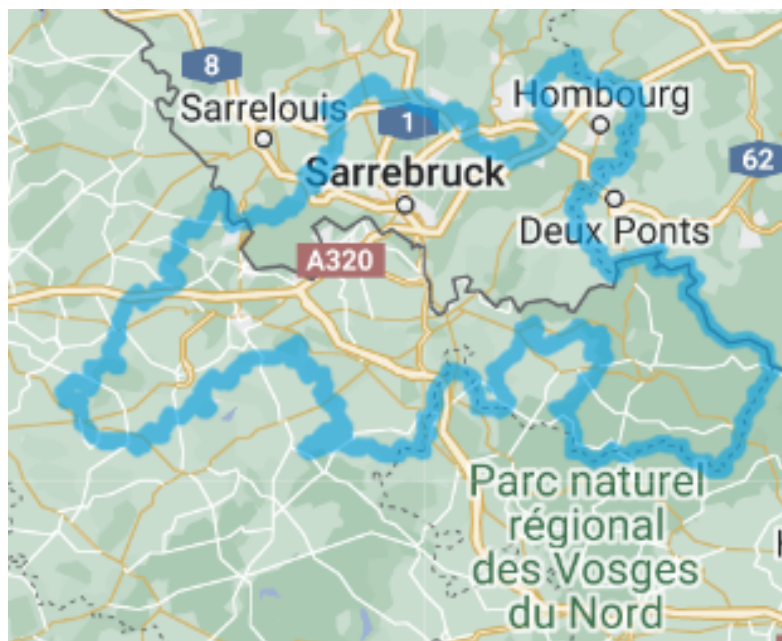 8
Sarrelouis
1
Hombourg
62
Sarrebruck
Deux Ponts
A320
Parc naturel
régional
des Vosges
du Nord